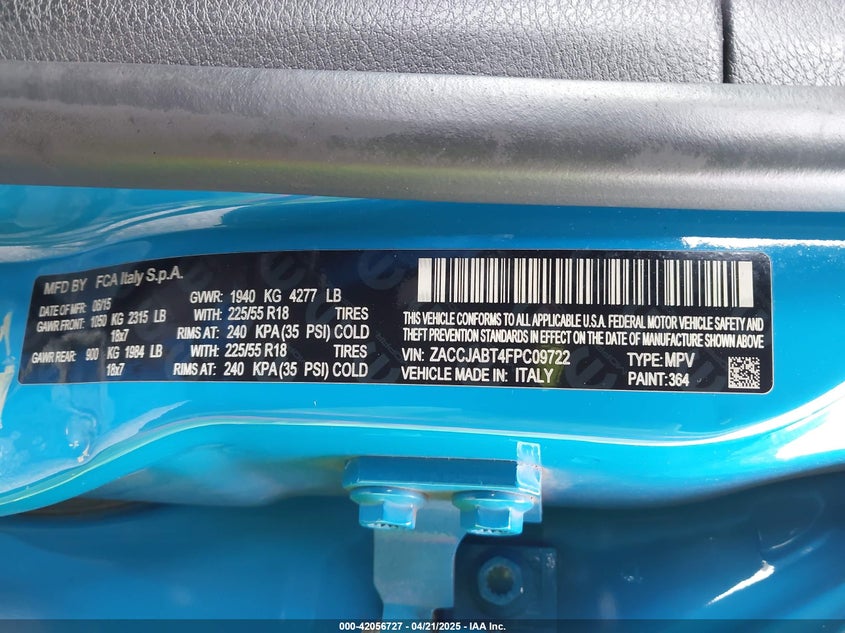 MFD BY FCA Italy S.p.A.
DATE OF MFR: 06/15
GVWR: 1940 KG 4277 LB
GAWR FRONT: 1050 KG 2315 LB WITH: 225/55 R18 TIRES
18x7 RIMS AT: 240 KPA (35 PSI) COLD
GAWR REAR: 900 KG 1984 LB WITH: 225/55 R18 TIRES
18x7 RIMS AT: 240 KPA (35 PSI) COLD
THIS VEHICLE CONFORMS TO ALL APPLICABLE U.S.A. FEDERAL MOTOR VEHICLE SAFETY AND
THEFT PREVENTION STANDARDS IN EFFECT ON THE DATE OF MANUFACTURE SHOWN ABOVE
VIN: ZACCJABT4FPC09722 TYPE: MPV
VEHICLE MADE IN: ITALY PAINT: 364
000-42056727 - 04/21/2025 - IAA Inc.